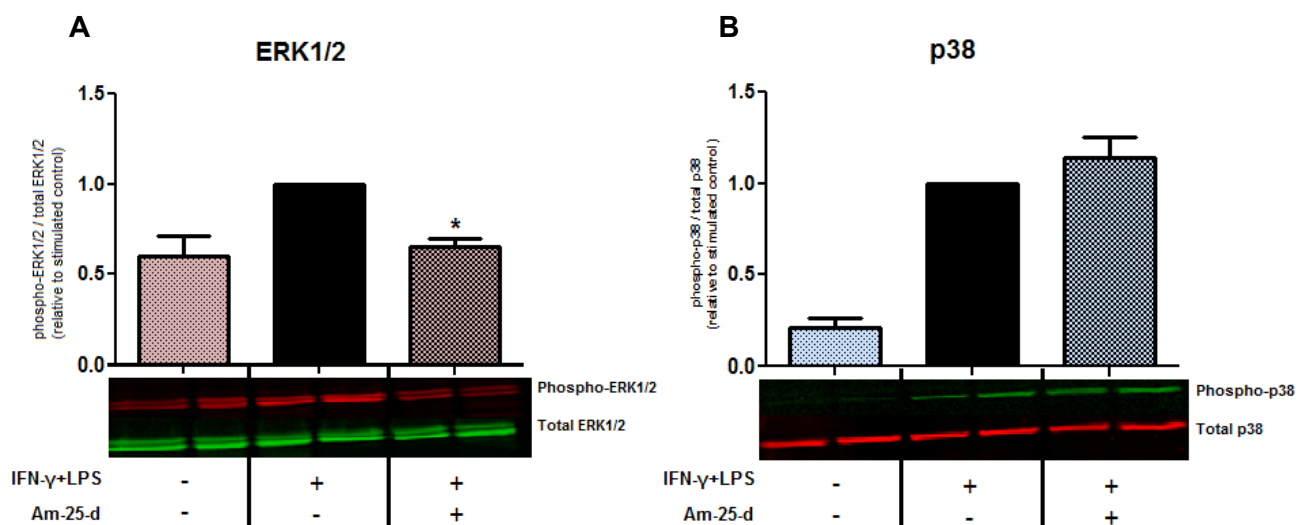 A
ERK1/2
phospho-ERK1/2 / total ERK1/2
(relative to stimulated control)
1.5
1.0
0.5
0.0
*
Phospho-ERK1/2
Total ERK1/2
IFN-γ+LPS - + +
Am-25-d - - +
B
p38
phospho-p38 / total p38
(relative to stimulated control)
1.5
1.0
0.5
0.0
Phospho-p38
Total p38
IFN-γ+LPS - + +
Am-25-d - - +